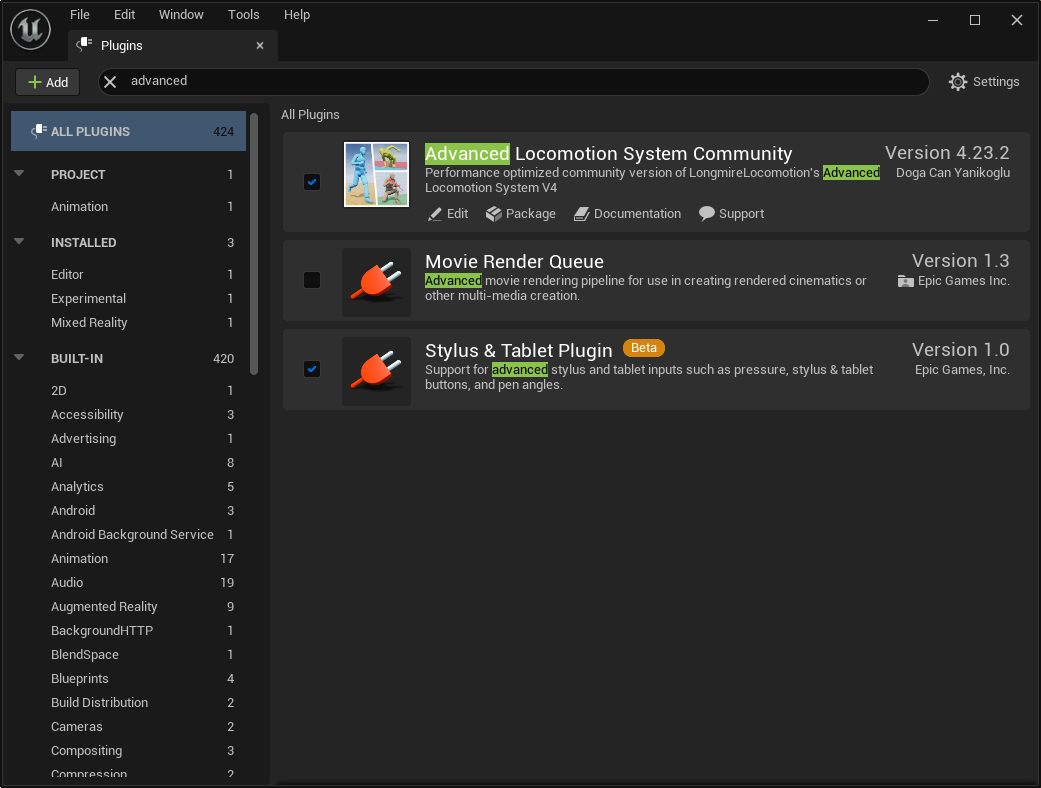 File Edit Window Tools Help
Plugins
Add
advanced
Settings
ALL PLUGINS 424
PROJECT 1
Animation 1
INSTALLED 3
Editor 1
Experimental 1
Mixed Reality 1
BUILT-IN 420
2D 1
Accessibility 3
Advertising 1
AI 8
Analytics 5
Android 3
Android Background Service 1
Animation 17
Audio 19
Augmented Reality 9
BackgroundHTTP 1
BlendSpace 1
Blueprints 4
Build Distribution 2
Cameras 2
Compositing 3
Compression 2
All Plugins
Advanced Locomotion System Community
Version 4.23.2
Performance optimized community version of LongmireLocomotion's Advanced
Doga Can Yanikoglu
Locomotion System V4
Edit Package Documentation Support
Movie Render Queue
Version 1.3
Advanced movie rendering pipeline for use in creating rendered cinematics or
Epic Games Inc.
other multi-media creation.
Stylus & Tablet Plugin Beta
Version 1.0
Support for advanced stylus and tablet inputs such as pressure, stylus & tablet
Epic Games, Inc.
buttons, and pen angles.